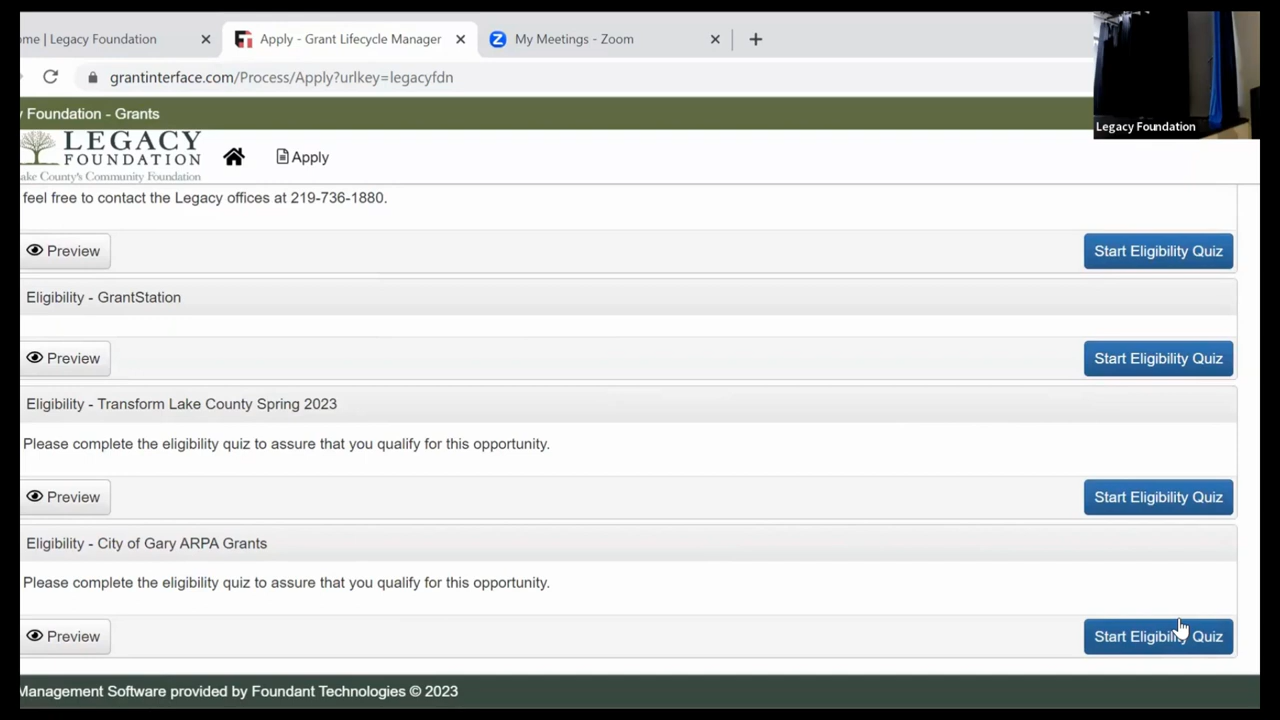 me | Legacy Foundation
Apply - Grant Lifecycle Manager
My Meetings - Zoom
grantinterface.com/Process/Apply?urlkey=legacyfdn
y Foundation - Grants
Legacy Foundation
LEGACY
FOUNDATION
ake County's Community Foundation
Apply
feel free to contact the Legacy offices at 219-736-1880.
Preview
Start Eligibility Quiz
Eligibility - GrantStation
Preview
Start Eligibility Quiz
Eligibility - Transform Lake County Spring 2023
Please complete the eligibility quiz to assure that you qualify for this opportunity.
Preview
Start Eligibility Quiz
Eligibility - City of Gary ARPA Grants
Please complete the eligibility quiz to assure that you qualify for this opportunity.
Preview
Start Eligibility Quiz
Management Software provided by Foundant Technologies © 2023